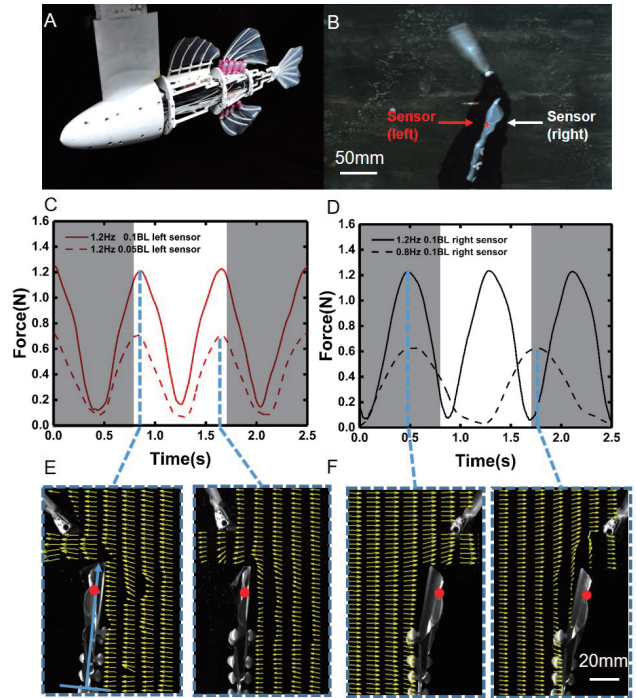 A
B
Sensor
(left)
Sensor
(right)
50mm
C
1.2Hz 0.1BL left sensor
1.2Hz 0.05BL left sensor
Force(N)
1.6
1.4
1.2
1.0
0.8
0.6
0.4
0.2
0.0
0.0 0.5 1.0 1.5 2.0 2.5
Time(s)
D
1.2Hz 0.1BL right sensor
0.8Hz 0.1BL right sensor
Force(N)
1.6
1.4
1.2
1.0
0.8
0.6
0.4
0.2
0.0
0.0 0.5 1.0 1.5 2.0 2.5
Time(s)
E
F
20mm